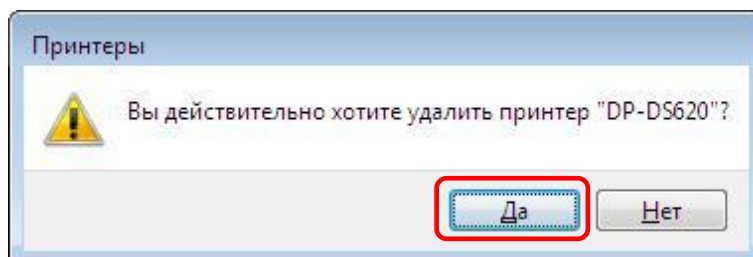 Принтеры
Вы действительно хотите удалить принтер "DP-DS620"?
Да Нет